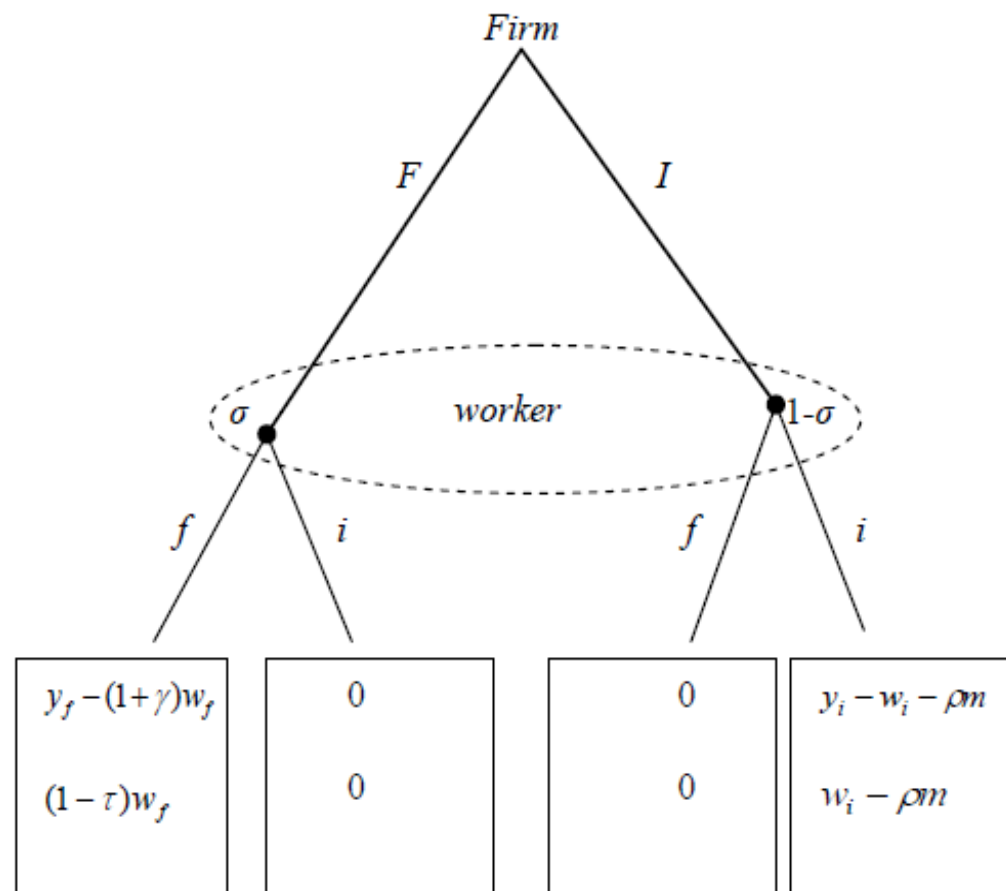 Firm
F
I
σ
worker
1-σ
f
i
f
i
y_f − (1+γ)w_f
0
0
y_i − w_i − ρm
(1−τ)w_f
0
0
w_i − ρm